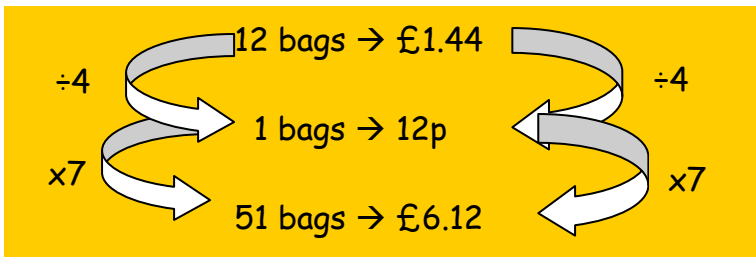 12 bags → £1.44
÷4 ÷4
1 bags → 12p
x7 x7
51 bags → £6.12